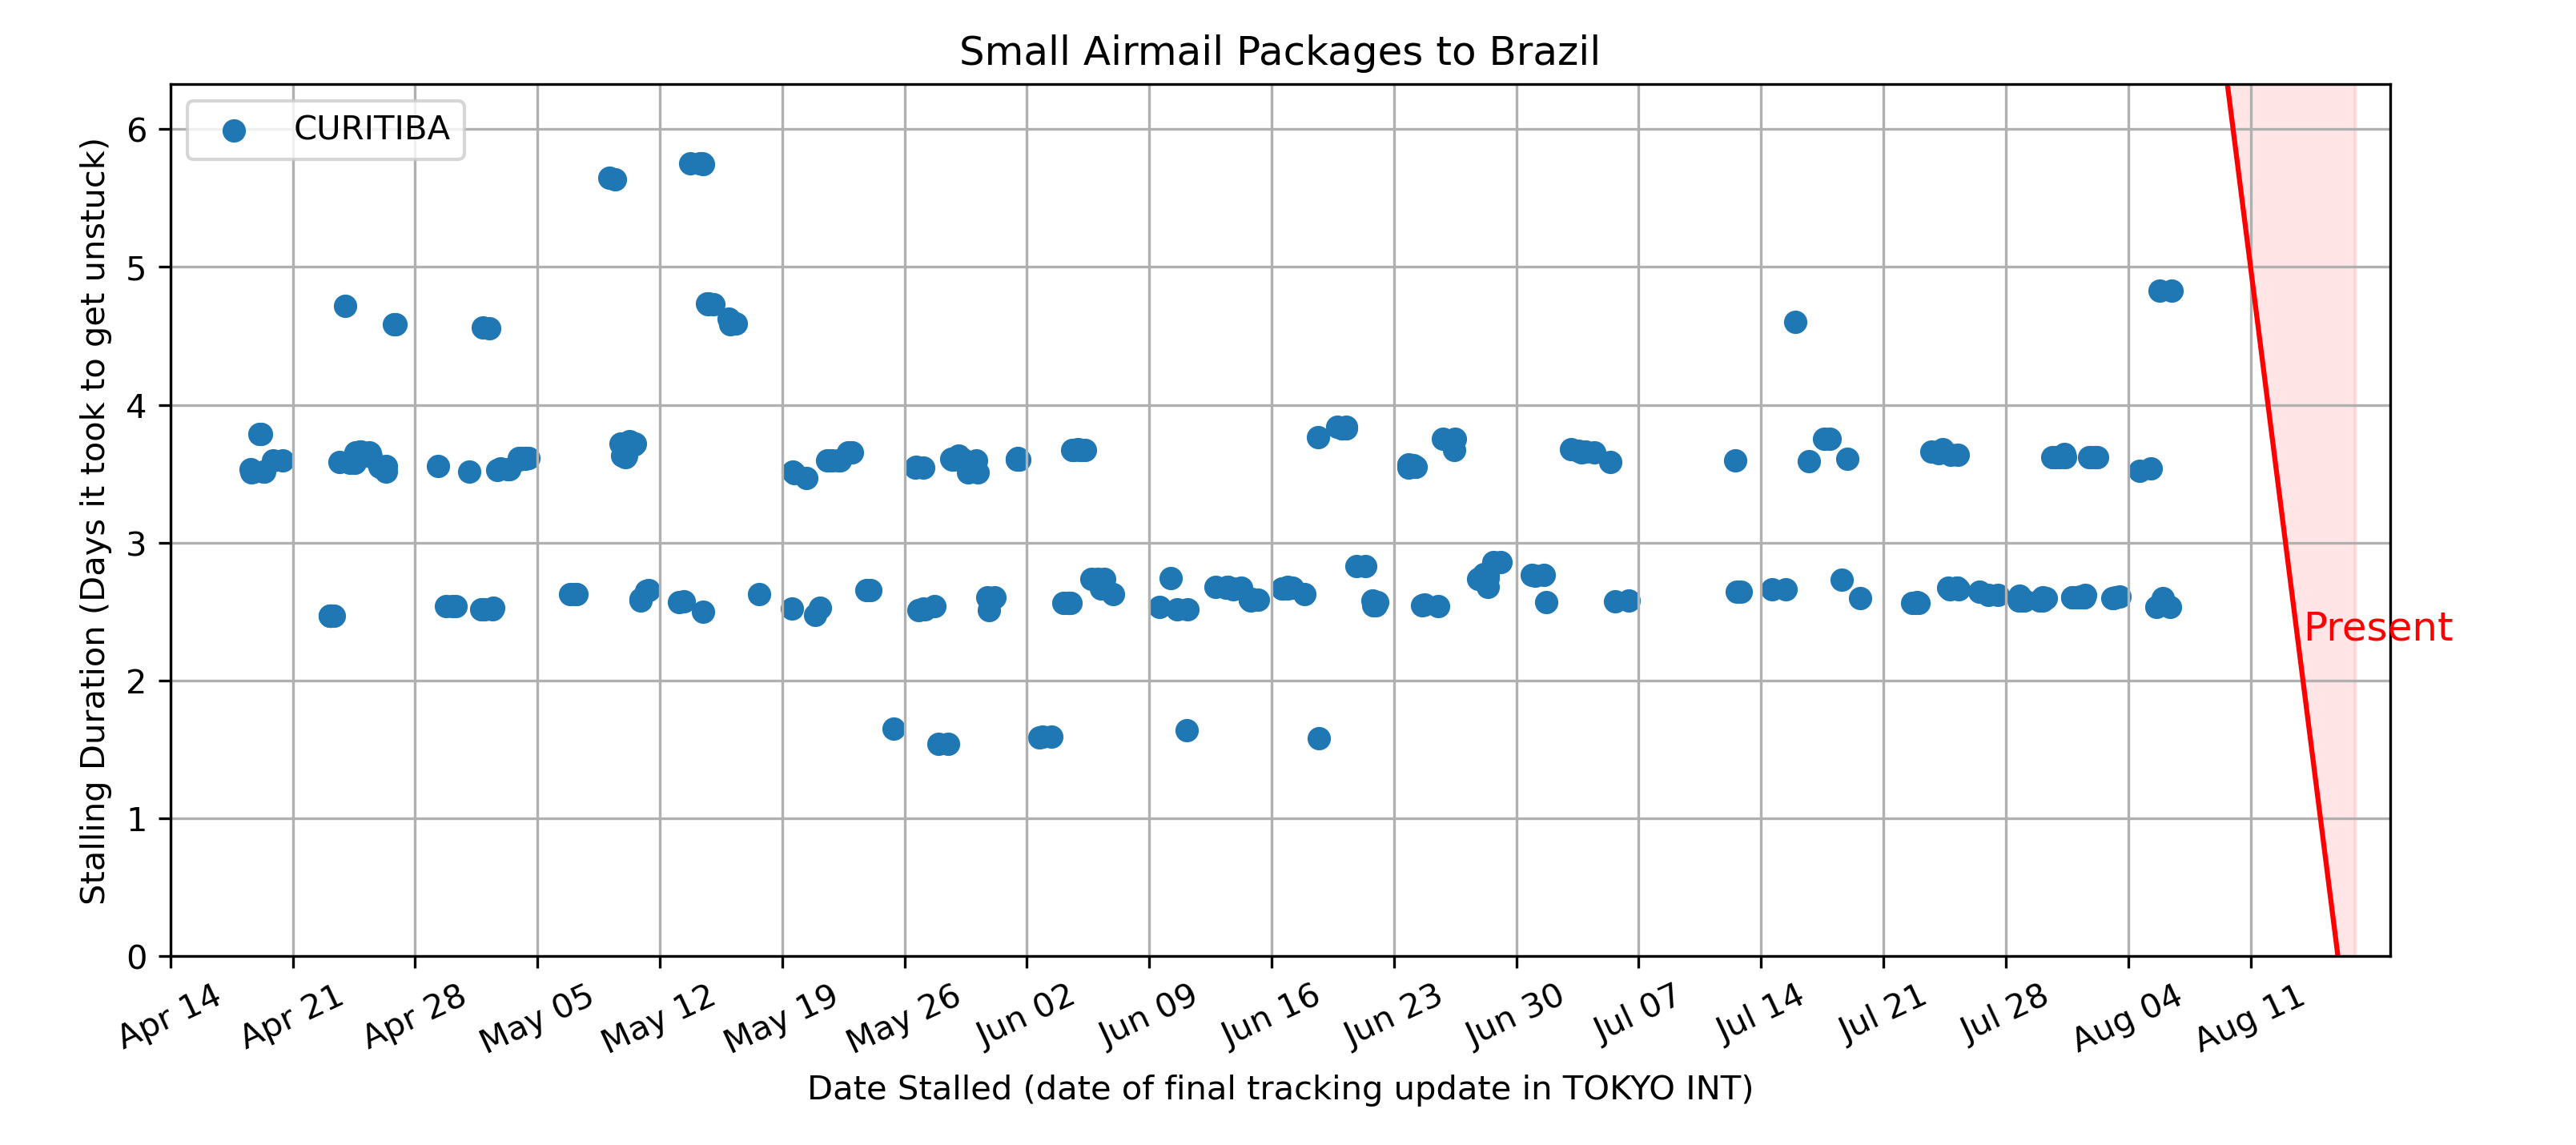 Small Airmail Packages to Brazil
CURITIBA
Stalling Duration (Days it took to get unstuck)
6
5
4
3
2
1
0
Present
Apr 14
Apr 21
Apr 28
May 05
May 12
May 19
May 26
Jun 02
Jun 09
Jun 16
Jun 23
Jun 30
Jul 07
Jul 14
Jul 21
Jul 28
Aug 04
Aug 11
Date Stalled (date of final tracking update in TOKYO INT)